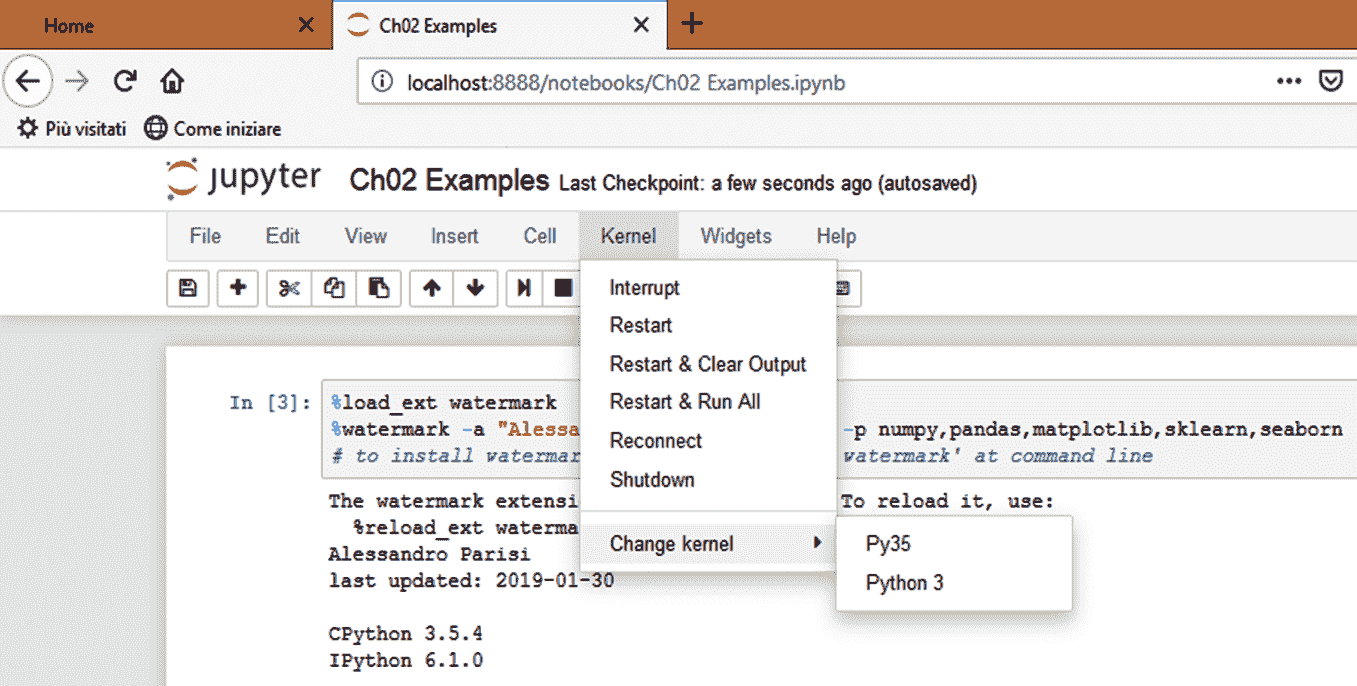 Home
Ch02 Examples
localhost:8888/notebooks/Ch02 Examples.ipynb
Più visitati Come iniziare
jupyter Ch02 Examples Last Checkpoint: a few seconds ago (autosaved)
File Edit View Insert Cell Kernel Widgets Help
Interrupt
Restart
Restart & Clear Output
Restart & Run All
Reconnect
Shutdown
Change kernel
Py35
Python 3
In [3]: %load_ext watermark
%watermark -a "Alessa -p numpy,pandas,matplotlib,sklearn,seaborn
# to install watermar watermark' at command line
The watermark extensi To reload it, use:
%reload_ext waterma
Alessandro Parisi
last updated: 2019-01-30
CPython 3.5.4
IPython 6.1.0